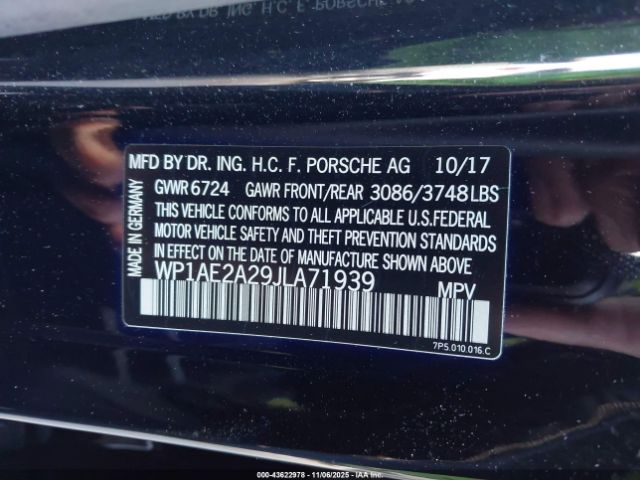 MFD BY DR. ING. H.C. F. PORSCHE AG 10/17
GVWR 6724 GAWR FRONT/REAR 3086/3748 LBS
THIS VEHICLE CONFORMS TO ALL APPLICABLE U.S. FEDERAL
MOTOR VEHICLE SAFETY AND THEFT PREVENTION STANDARDS
IN EFFECT ON THE DATE OF MANUFACTURE SHOWN ABOVE
WP1AE2A29JLA71939 MPV
7P5.010.016.C
MADE IN GERMANY
000-43622978 - 11/06/2025 - IAAI.COM